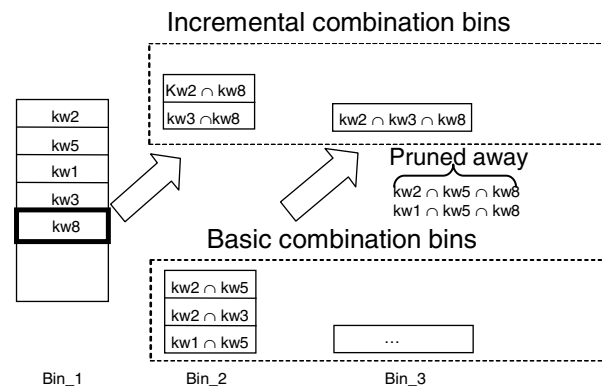 Incremental combination bins
kw2
kw5
kw1
kw3
kw8
Kw2 ∩ kw8
kw3 ∩kw8
kw2 ∩ kw3 ∩ kw8
Pruned away
kw2 ∩ kw5 ∩ kw8
kw1 ∩ kw5 ∩ kw8
Basic combination bins
kw2 ∩ kw5
kw2 ∩ kw3
kw1 ∩ kw5
...
Bin_1
Bin_2
Bin_3